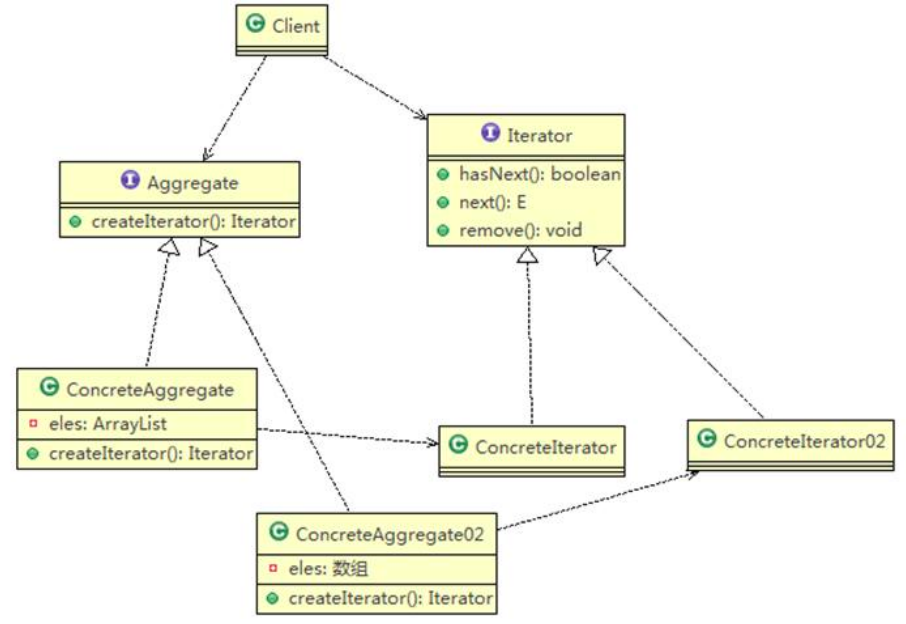 Client
Iterator
hasNext(): boolean
next(): E
remove(): void
Aggregate
createIterator(): Iterator
ConcreteAggregate
eles: ArrayList
createIterator(): Iterator
ConcreteIterator
ConcreteIterator02
ConcreteAggregate02
eles: 数组
createIterator(): Iterator